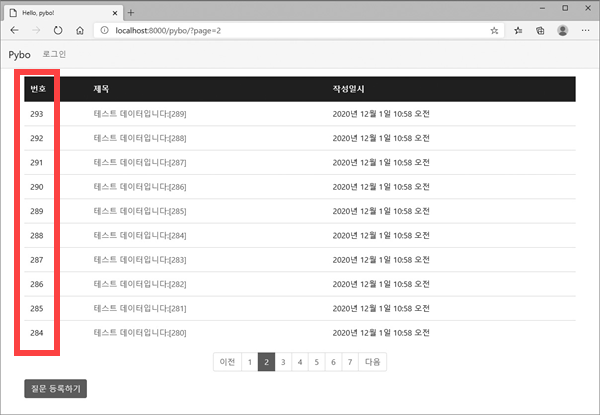 Hello, pybo!
localhost:8000/pybo/?page=2
Pybo 로그인
번호 제목 작성일시
293 테스트 데이터입니다:[289] 2020년 12월 1일 10:58 오전
292 테스트 데이터입니다:[288] 2020년 12월 1일 10:58 오전
291 테스트 데이터입니다:[287] 2020년 12월 1일 10:58 오전
290 테스트 데이터입니다:[286] 2020년 12월 1일 10:58 오전
289 테스트 데이터입니다:[285] 2020년 12월 1일 10:58 오전
288 테스트 데이터입니다:[284] 2020년 12월 1일 10:58 오전
287 테스트 데이터입니다:[283] 2020년 12월 1일 10:58 오전
286 테스트 데이터입니다:[282] 2020년 12월 1일 10:58 오전
285 테스트 데이터입니다:[281] 2020년 12월 1일 10:58 오전
284 테스트 데이터입니다:[280] 2020년 12월 1일 10:58 오전
이전 1 2 3 4 5 6 7 다음
질문 등록하기